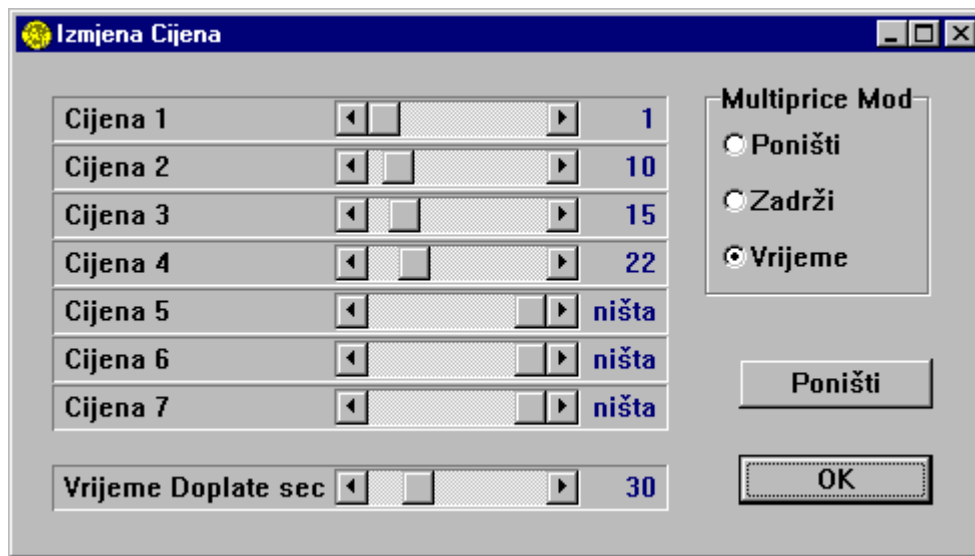 Izmjena Cijena
Cijena 1 1
Cijena 2 10
Cijena 3 15
Cijena 4 22
Cijena 5 ništa
Cijena 6 ništa
Cijena 7 ništa
Vrijeme Doplate sec 30
Multiprice Mod
Poništi
Zadrži
Vrijeme
Poništi
OK